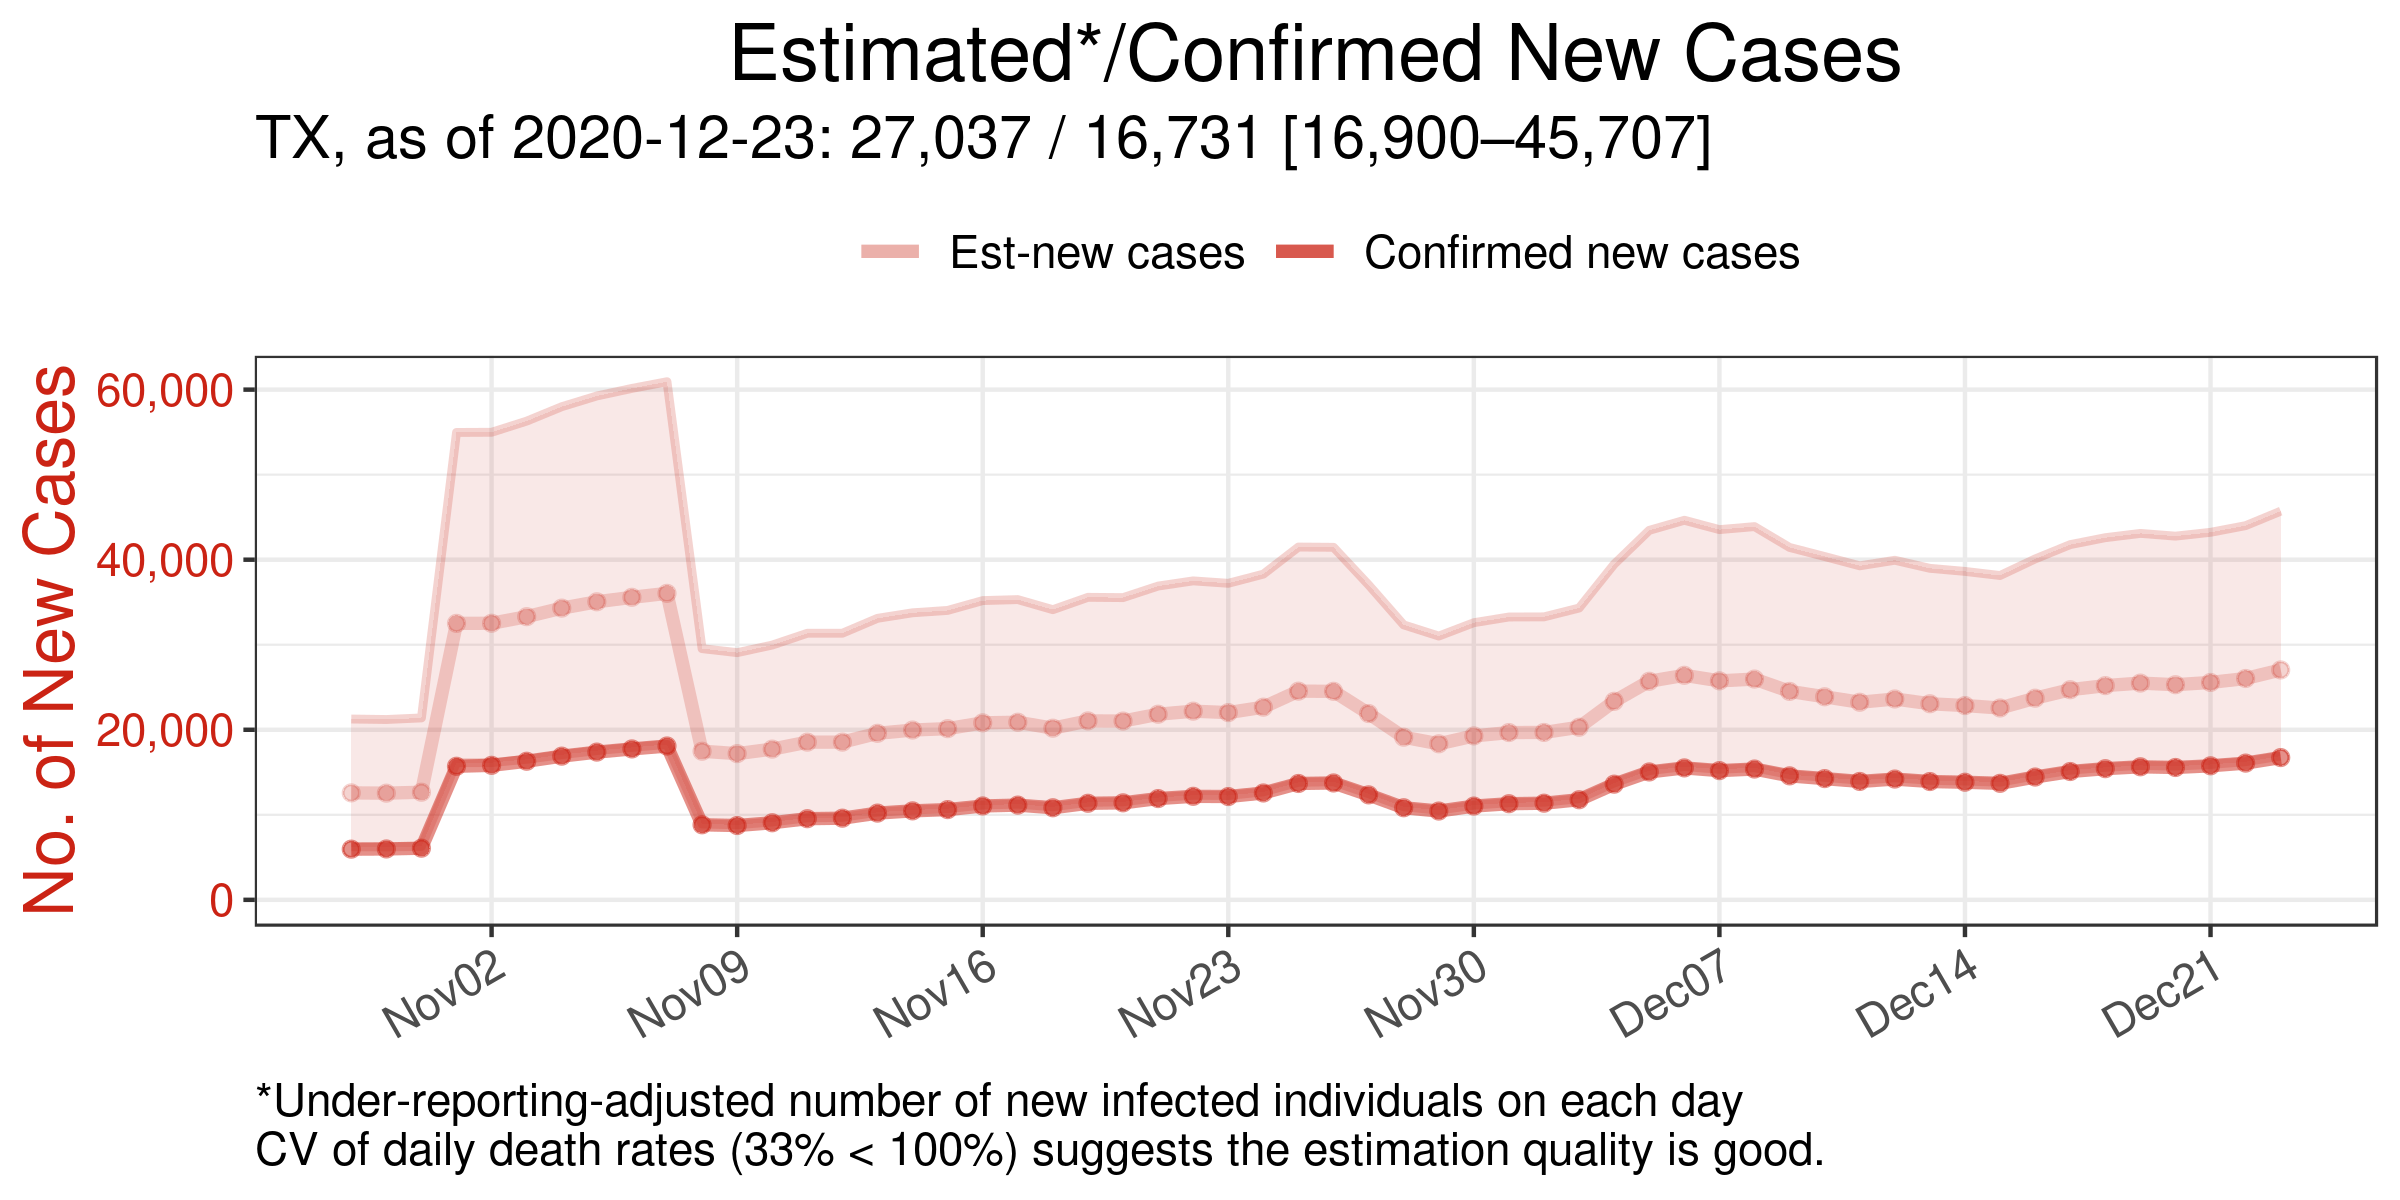 Estimated*/Confirmed New Cases
TX, as of 2020-12-23: 27,037 / 16,731 [16,900–45,707]
Est-new cases Confirmed new cases
No. of New Cases
60,000
40,000
20,000
0
Nov02 Nov09 Nov16 Nov23 Nov30 Dec07 Dec14 Dec21
*Under-reporting-adjusted number of new infected individuals on each day
CV of daily death rates (33% < 100%) suggests the estimation quality is good.